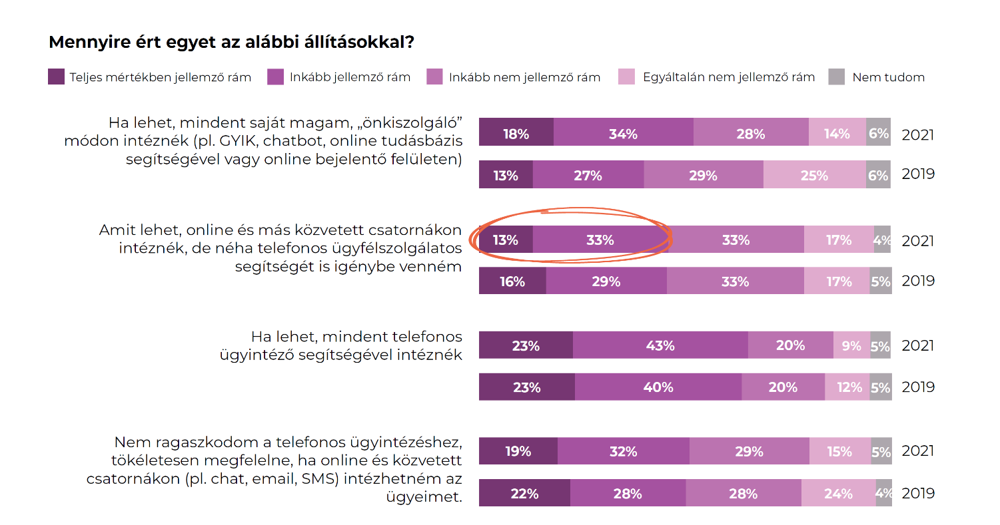 Mennyire ért egyet az alábbi állításokkal?
Teljes mértékben jellemző rám Inkább jellemző rám Inkább nem jellemző rám Egyáltalán nem jellemző rám Nem tudom
Ha lehet, mindent saját magam, „önkiszolgáló”
módon intéznék (pl. GYIK, chatbot, online tudásbázis
segítségével vagy online bejelentő felületen)
18% 34% 28% 14% 6% 2021
13% 27% 29% 25% 6% 2019
Amit lehet, online és más közvetett csatornákon
intéznék, de néha telefonos ügyfélszolgálatos
segítségét is igénybe venném
13% 33% 33% 17% 4% 2021
16% 29% 33% 17% 5% 2019
Ha lehet, mindent telefonos
ügyintéző segítségével intéznék
23% 43% 20% 9% 5% 2021
23% 40% 20% 12% 5% 2019
Nem ragaszkodom a telefonos ügyintézéshez,
tökéletesen megfelelne, ha online és közvetett
csatornákon (pl. chat, email, SMS) intézhetném az
ügyeimet.
19% 32% 29% 15% 5% 2021
22% 28% 28% 24% 4% 2019